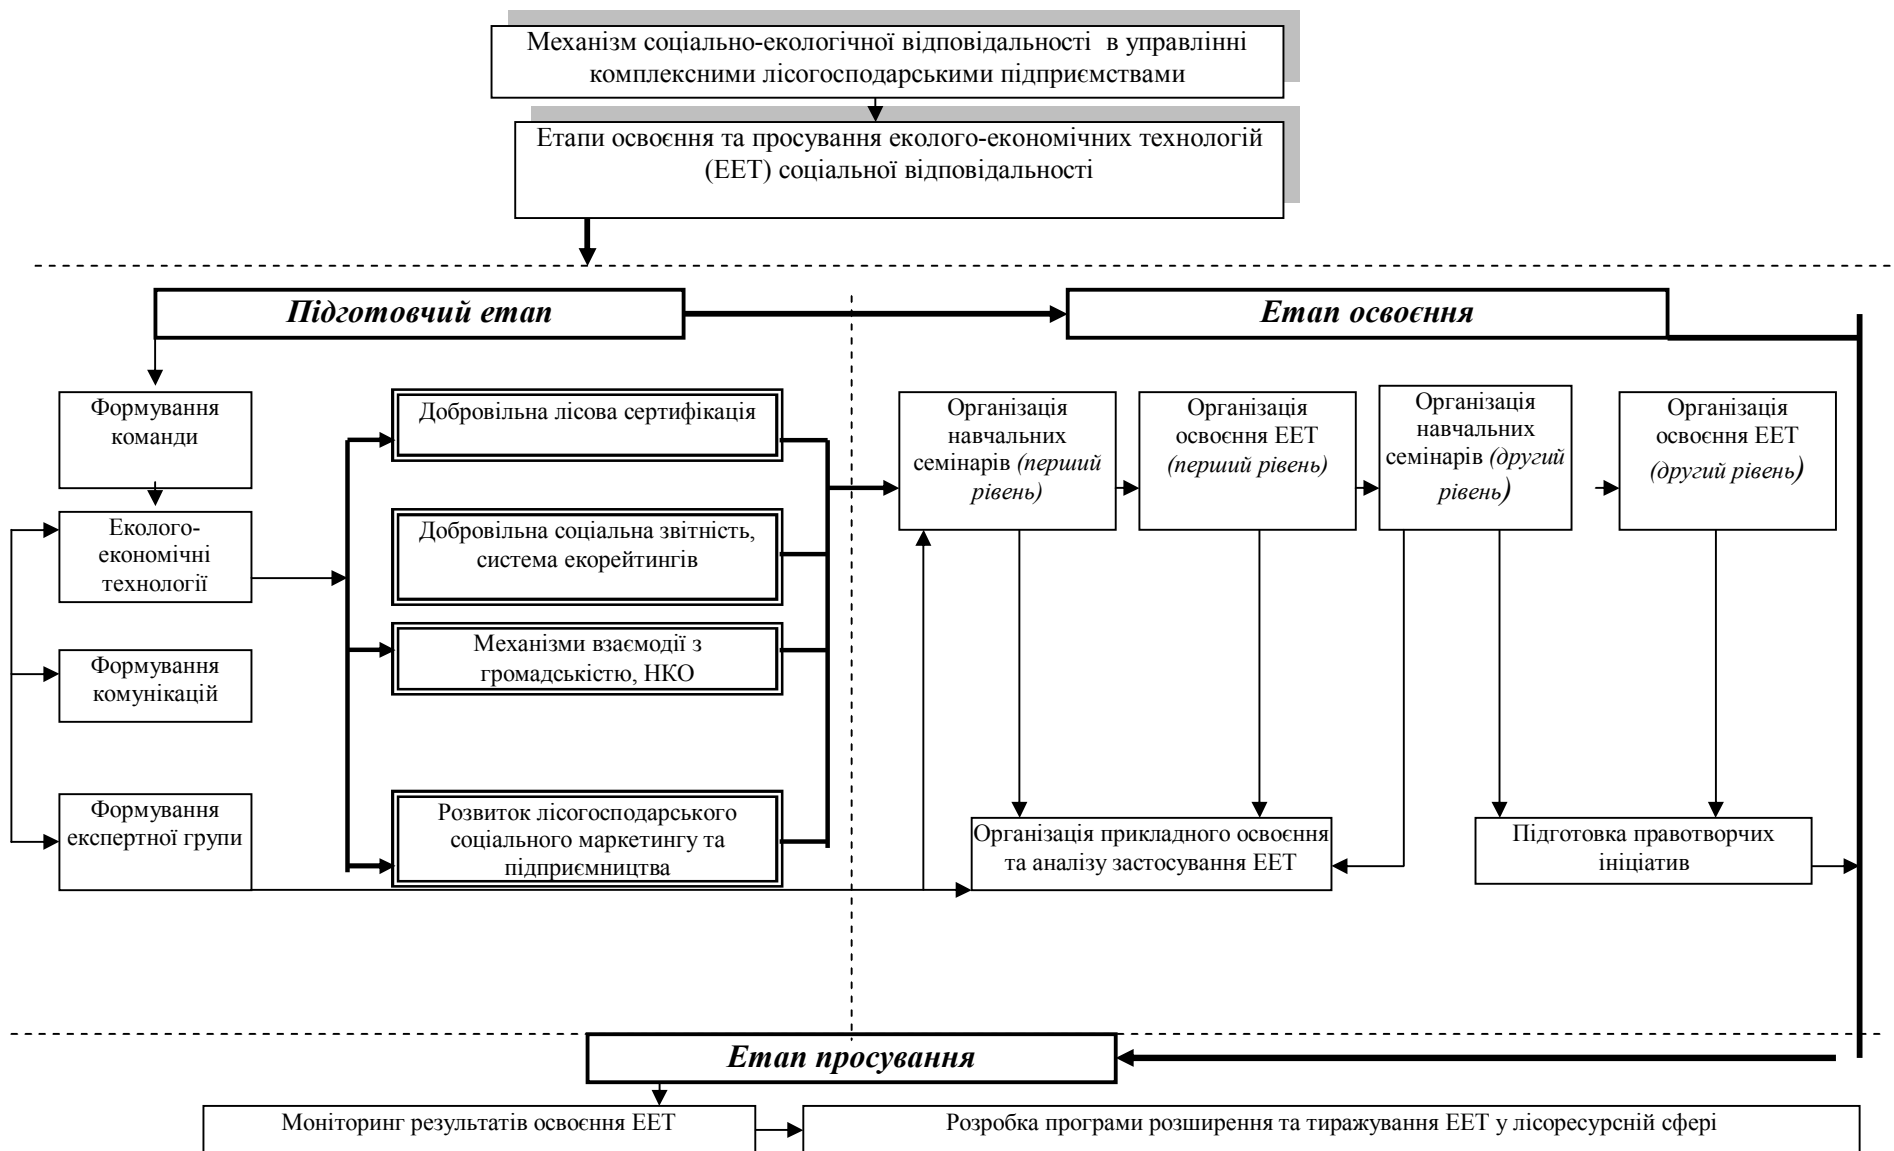 Механізм соціально-екологічної відповідальності в управлінні
комплексними лісогосподарськими підприємствами
Етапи освоєння та просування еколого-економічних технологій
(ЕЕТ) соціальної відповідальності
Підготовчий етап
Етап освоєння
Формування
команди
Еколого-
економічні
технології
Формування
комунікацій
Формування
експертної групи
Добровільна лісова сертифікація
Добровільна соціальна звітність,
система екорейтингів
Механізми взаємодії з
громадськістю, НКО
Розвиток лісогосподарського
соціального маркетингу та
підприємництва
Організація
навчальних
семінарів (перший
рівень)
Організація
освоєння ЕЕТ
(перший рівень)
Організація
навчальних
семінарів (другий
рівень)
Організація
освоєння ЕЕТ
(другий рівень)
Організація прикладного освоєння
та аналізу застосування ЕЕТ
Підготовка правотворчих
ініціатив
Етап просування
Моніторинг результатів освоєння ЕЕТ
Розробка програми розширення та тиражування ЕЕТ у лісоресурсній сфері